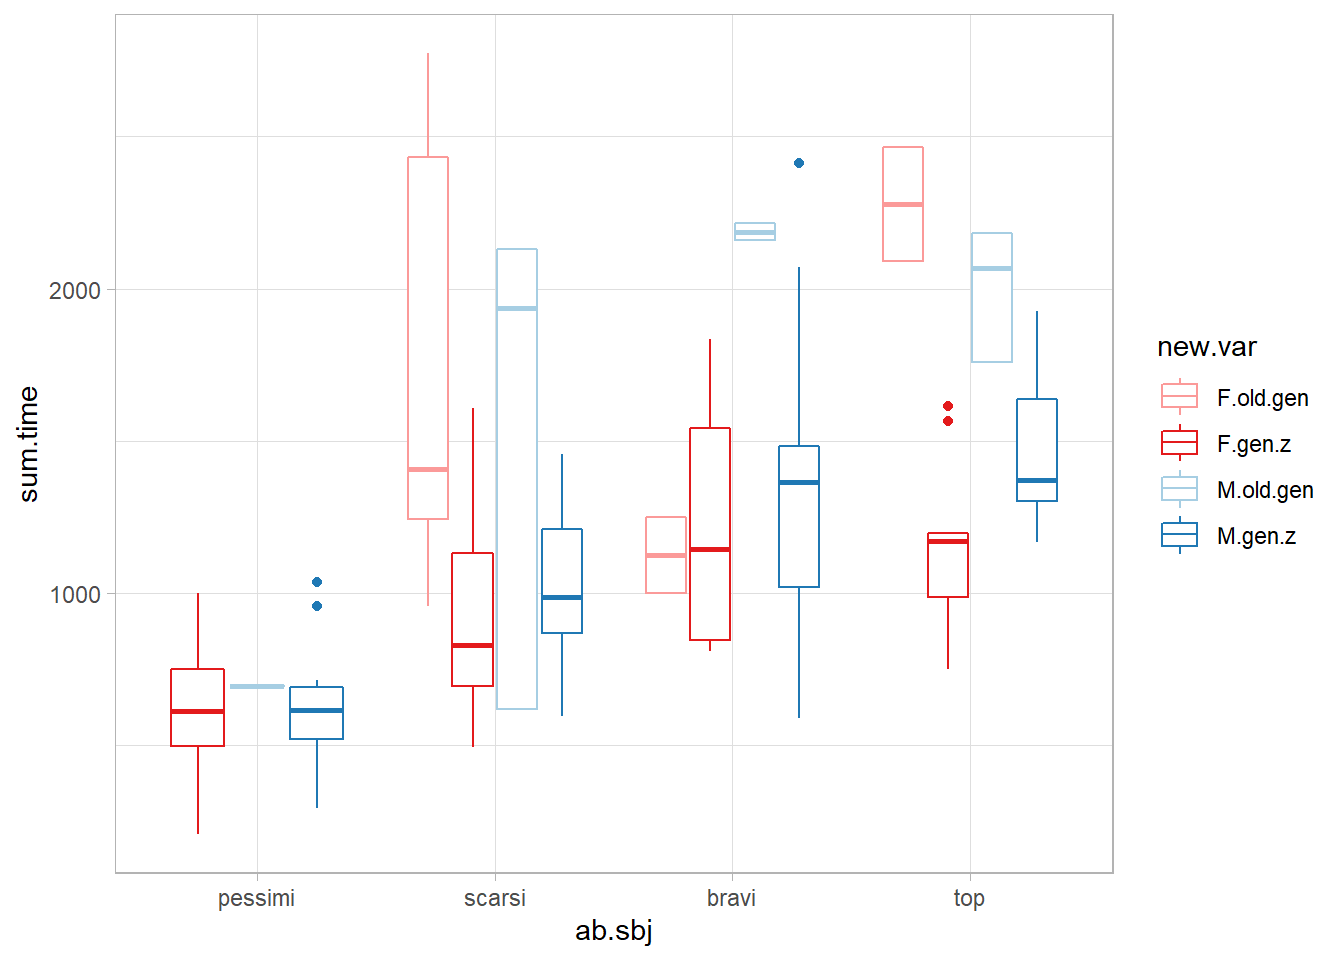 sum.time
2000
1000
pessimi
scarsi
bravi
top
ab.sbj
new.var
F.old.gen
F.gen.z
M.old.gen
M.gen.z